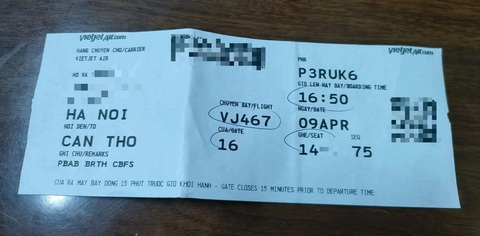 vietjetAir.com
HANG CHUYEN CHO/CARRIER
VIETJET AIR
HO VA
HA NOI
NOI DEN/TO
CAN THO
GHI CHU/REMARKS
PBAB BRTH CBFS
CHUYEN BAY/FLIGHT
VJ467
CUA/GATE
16
PNR
P3RUK6
GIO LEN MAY BAY/BOARDING TIME
16:50
NGAY/DATE
09APR
GHE/SEAT SEQ
14 75
vietjetAir.com
CUA RA MAY BAY DONG 15 PHUT TRUOC GIO KHOI HANH - GATE CLOSES 15 MINUTES PRIOR TO DEPARTURE TIME